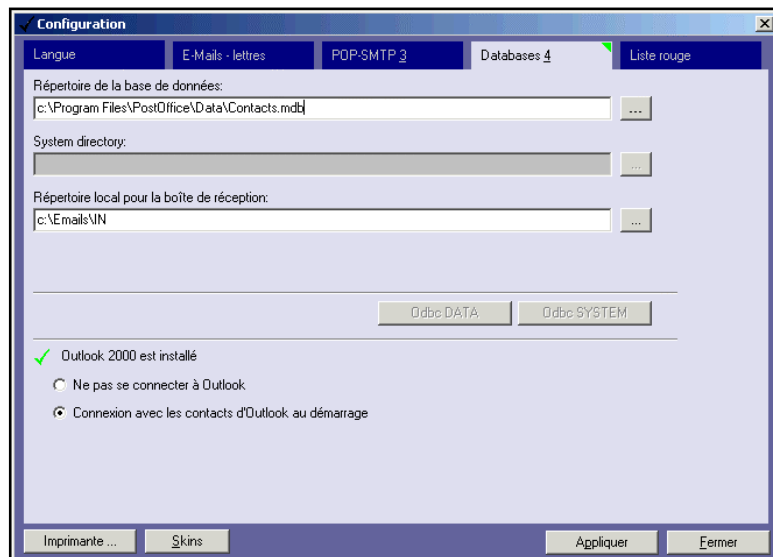 Configuration
Langue E-Mails - lettres POP-SMTP 3 Databases 4 Liste rouge
Répertoire de la base de données:
c:\Program Files\PostOffice\Data\Contacts.mdb
...
System directory:
...
Répertoire local pour la boîte de réception:
c:\Emails\IN
...
Odbc DATA Odbc SYSTEM
Outlook 2000 est installé
Ne pas se connecter à Outlook
Connexion avec les contacts d'Outlook au démarrage
Imprimante ... Skins Appliquer Fermer